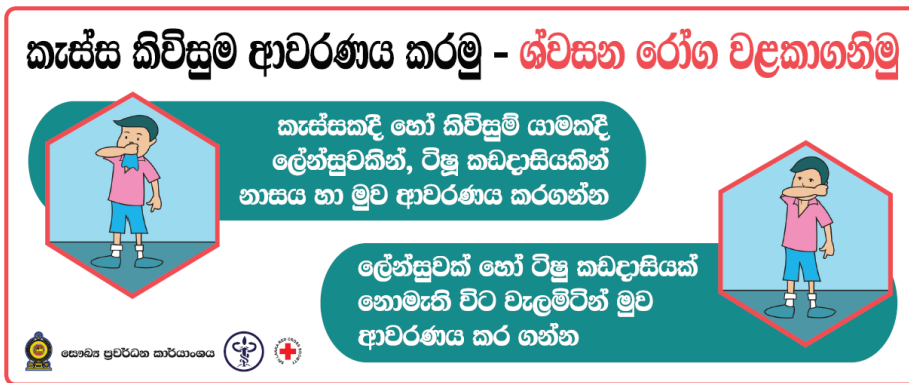 කැස්ස කිවිසුම ආවරණය කරමු - ශ්වසන රෝග වළකාගනිමු
කැස්සකදී හෝ කිවිසුම් යාමකදී
ලේන්සුවකින්, ටිෂූ කඩදාසියකින්
නාසය හා මුව ආවරණය කරගන්න
ලේන්සුවක් හෝ ටිෂු කඩදාසියක්
නොමැති විට වැලමිටින් මුව
ආවරණය කර ගන්න
සෞඛ්‍ය ප්‍රවර්ධන කාර්යාංශය